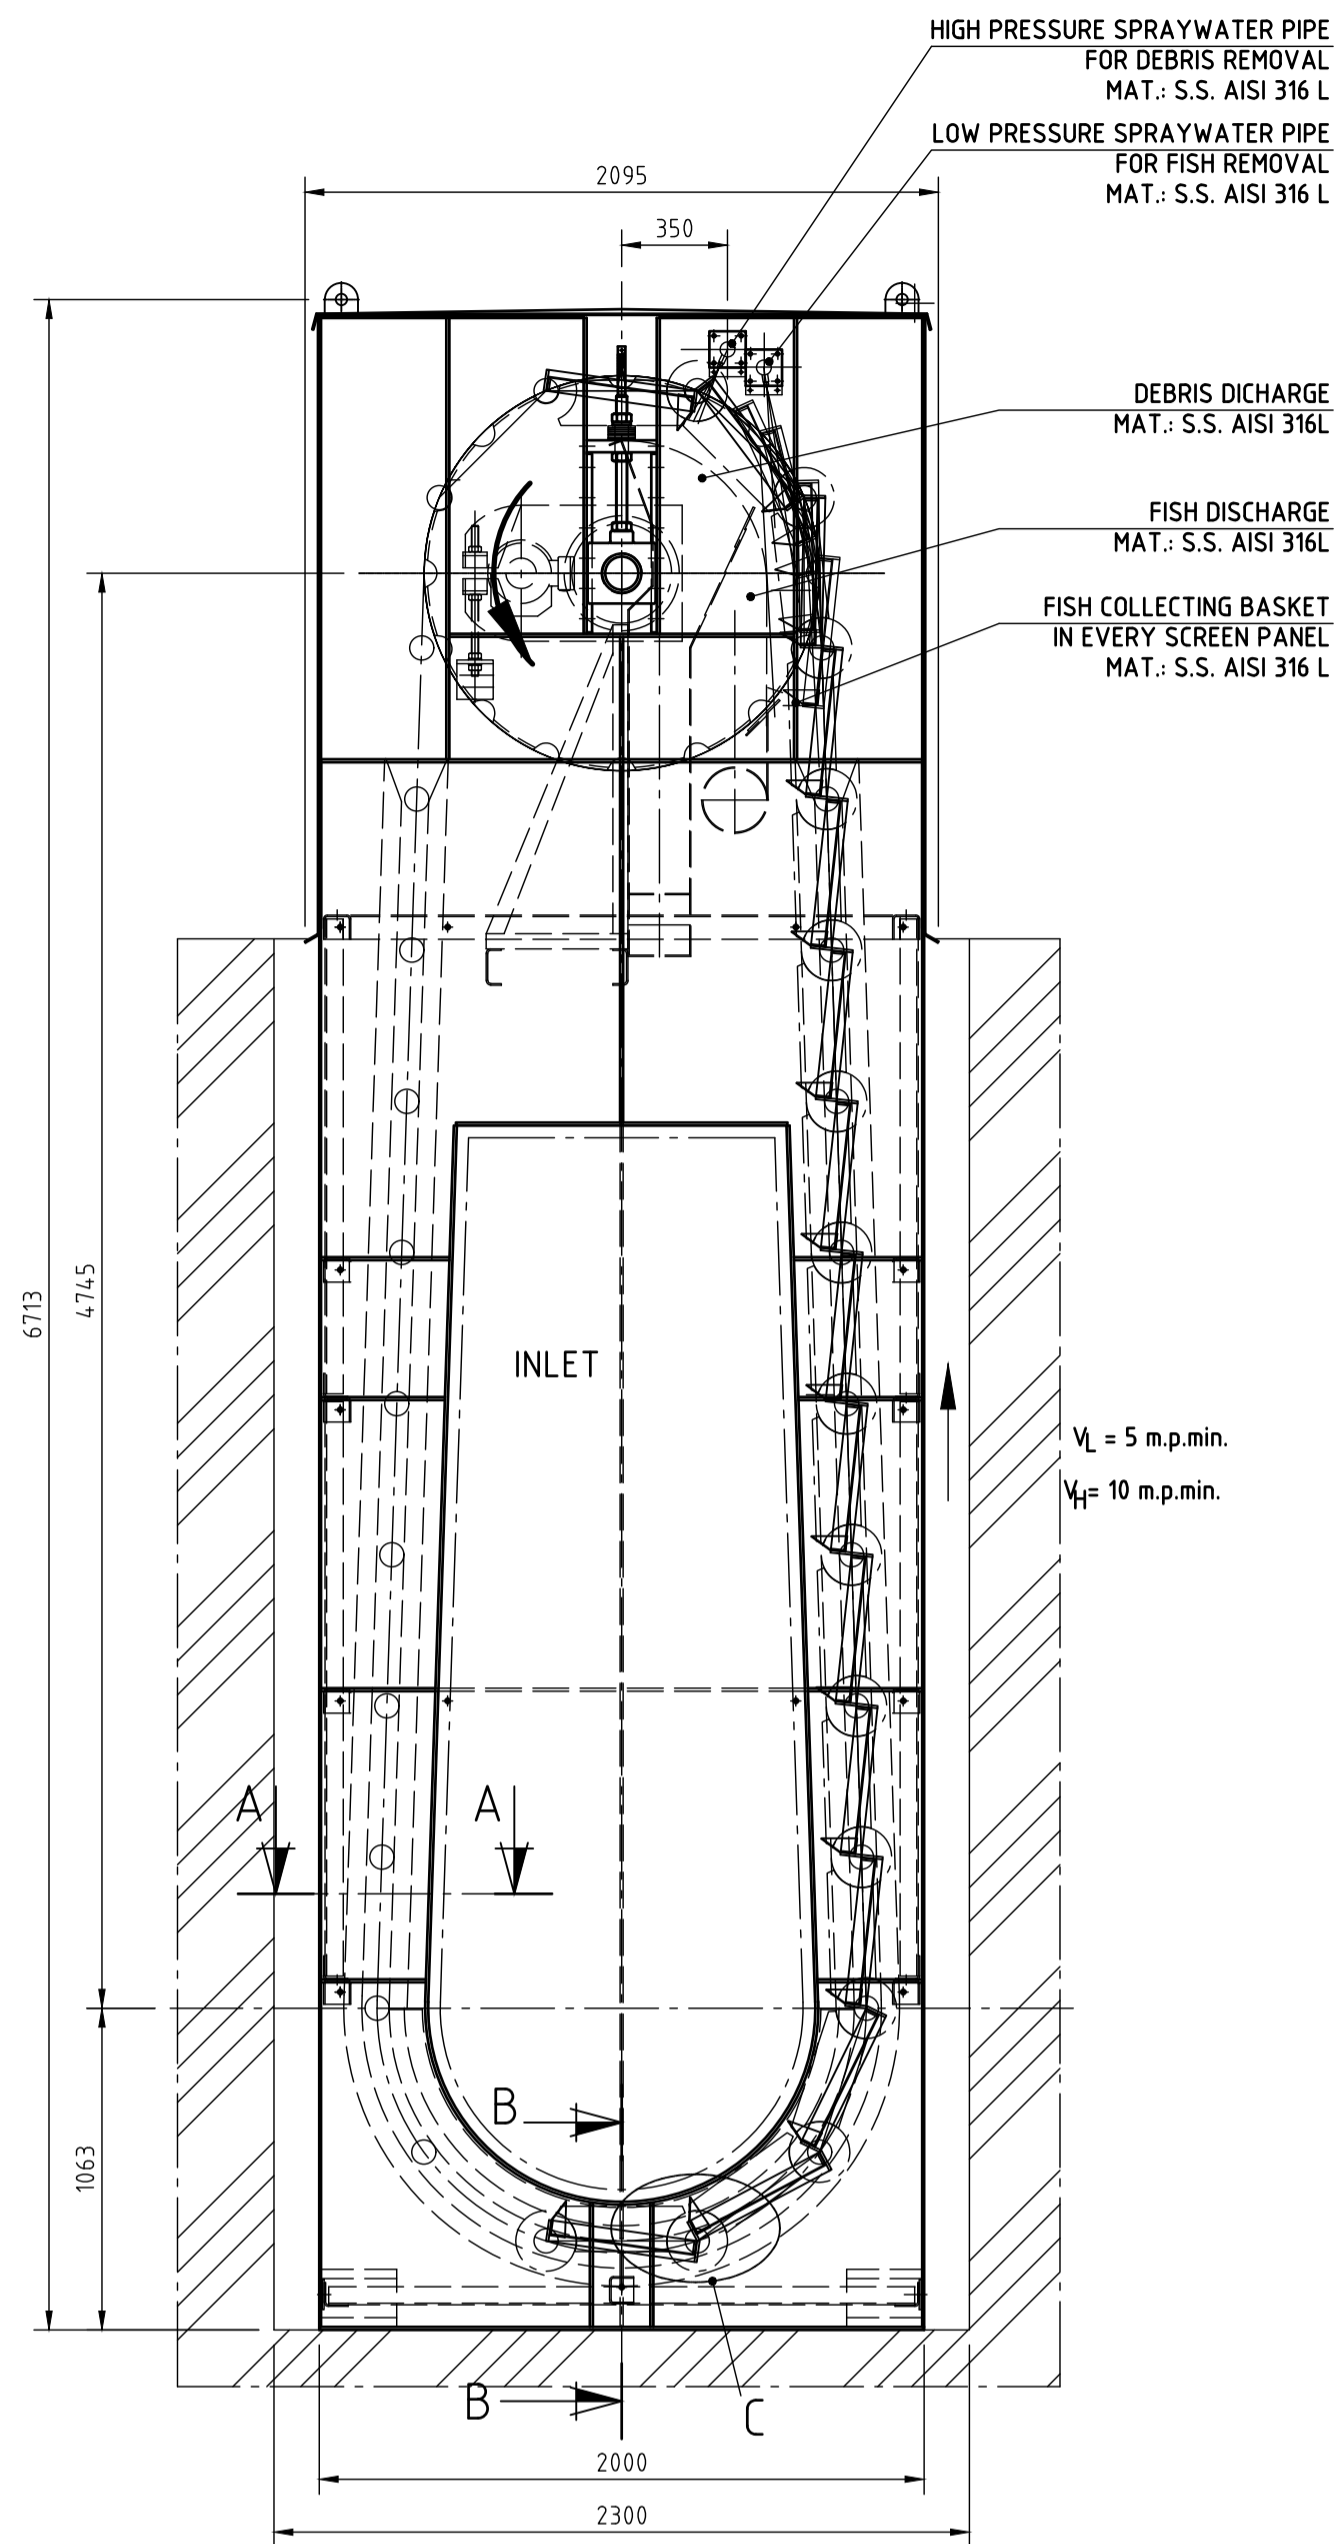 HIGH PRESSURE SPRAYWATER PIPE
FOR DEBRIS REMOVAL
MAT.: S.S. AISI 316 L
LOW PRESSURE SPRAYWATER PIPE
FOR FISH REMOVAL
MAT.: S.S. AISI 316 L
2095
350
DEBRIS DICHARGE
MAT.: S.S. AISI 316L
FISH DISCHARGE
MAT.: S.S. AISI 316L
FISH COLLECTING BASKET
IN EVERY SCREEN PANEL
MAT.: S.S. AISI 316 L
6713
4745
INLET
VL = 5 m.p.min.
VH= 10 m.p.min.
A
A
B
1063
B
C
2000
2300